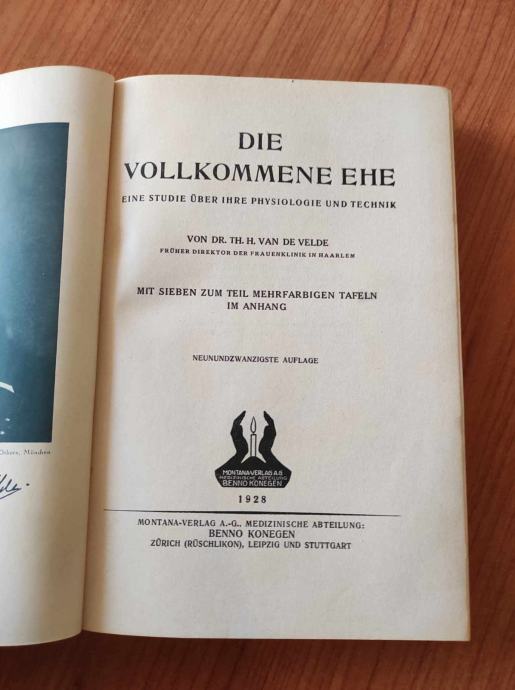 Oskers, München
DIE
VOLLKOMMENE EHE
EINE STUDIE ÜBER IHRE PHYSIOLOGIE UND TECHNIK
VON DR. TH. H. VAN DE VELDE
FRÜHER DIREKTOR DER FRAUENKLINIK IN HAARLEM
MIT SIEBEN ZUM TEIL MEHRFARBIGEN TAFELN
IM ANHANG
NEUNUNDZWANZIGSTE AUFLAGE
MONTANA-VERLAG A.G.
MEDIZINISCHE ABTEILUNG
BENNO KONEGEN
1928
MONTANA-VERLAG A.-G., MEDIZINISCHE ABTEILUNG:
BENNO KONEGEN
ZÜRICH (RÜSCHLIKON), LEIPZIG UND STUTTGART